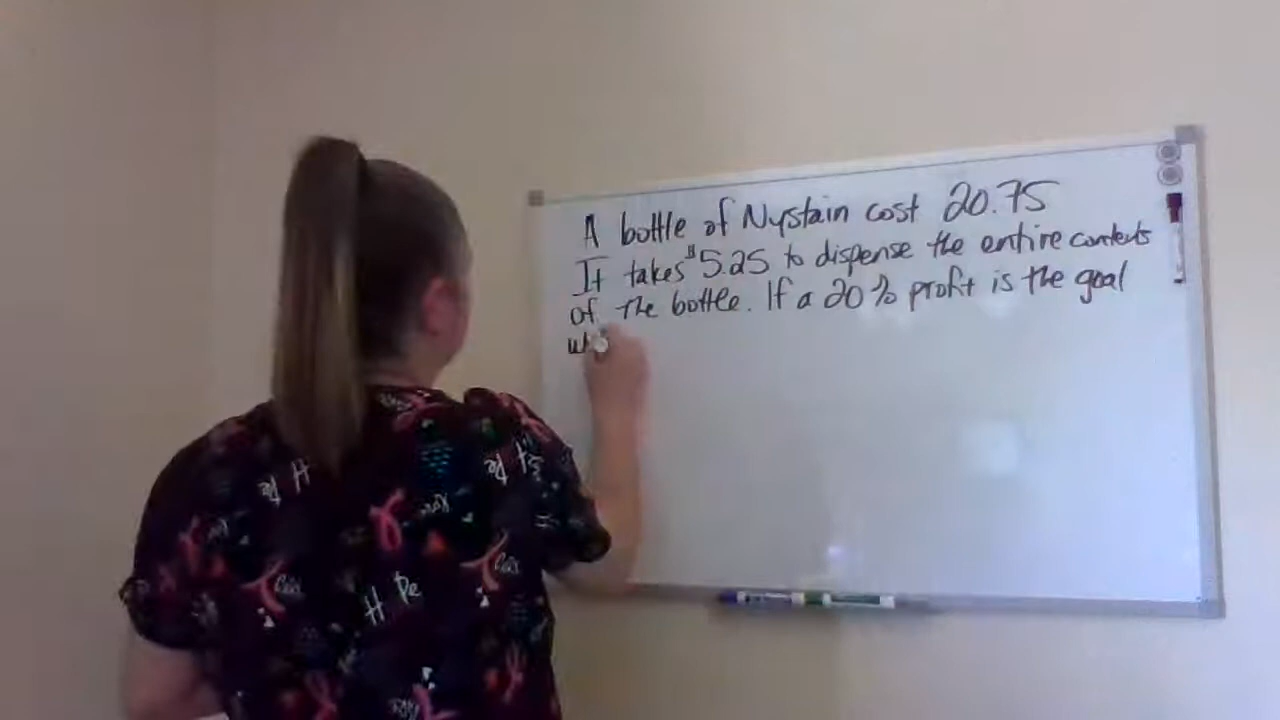 A bottle of Nystain cost 20.75
It takes $5.25 to dispense the entire contents
of the bottle. If a 20% profit is the goal
wh